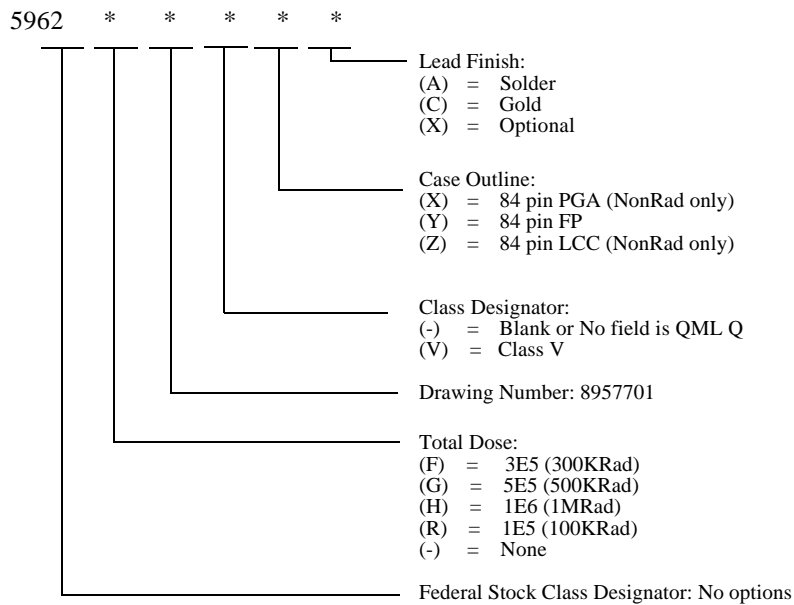 5962 * * * * *
Lead Finish:
(A) = Solder
(C) = Gold
(X) = Optional
Case Outline:
(X) = 84 pin PGA (NonRad only)
(Y) = 84 pin FP
(Z) = 84 pin LCC (NonRad only)
Class Designator:
(-) = Blank or No field is QML Q
(V) = Class V
Drawing Number: 8957701
Total Dose:
(F) = 3E5 (300KRad)
(G) = 5E5 (500KRad)
(H) = 1E6 (1MRad)
(R) = 1E5 (100KRad)
(-) = None
Federal Stock Class Designator: No options